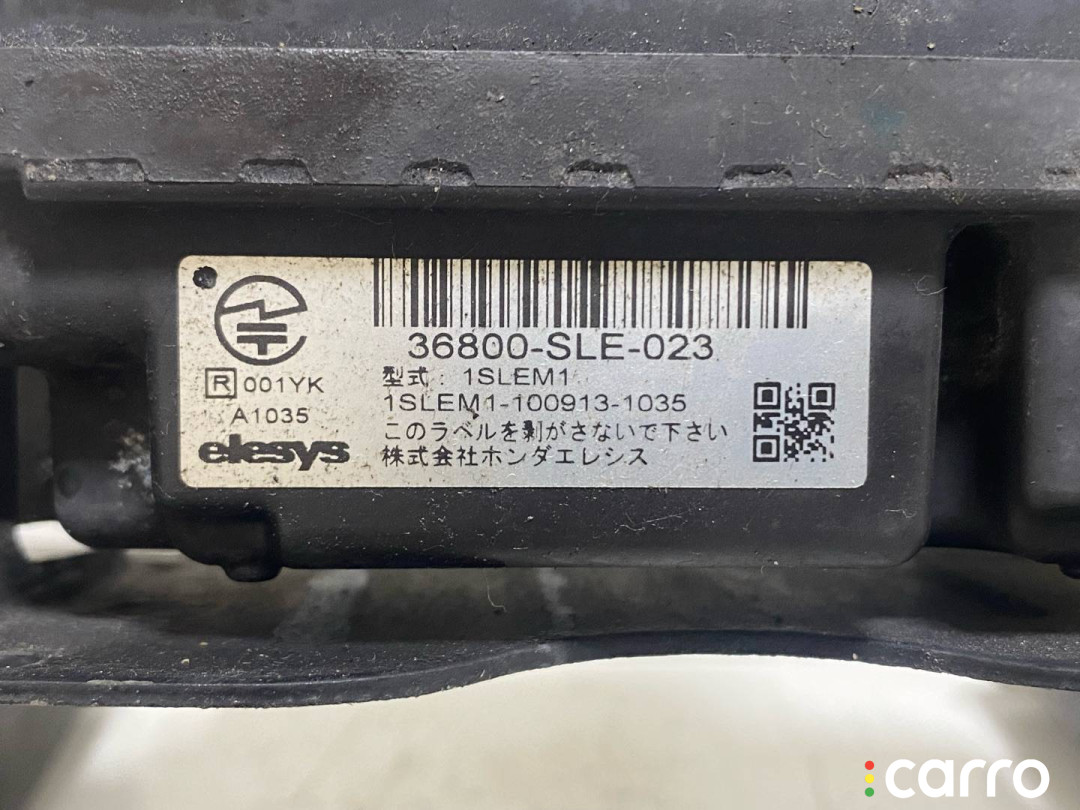 36800-SLE-023
R 001YK
A1035
elesys
型式: 1SLEM1
1SLEM1-100913-1035
このラベルを剥がさないで下さい
株式会社ホンダエレシス
carro